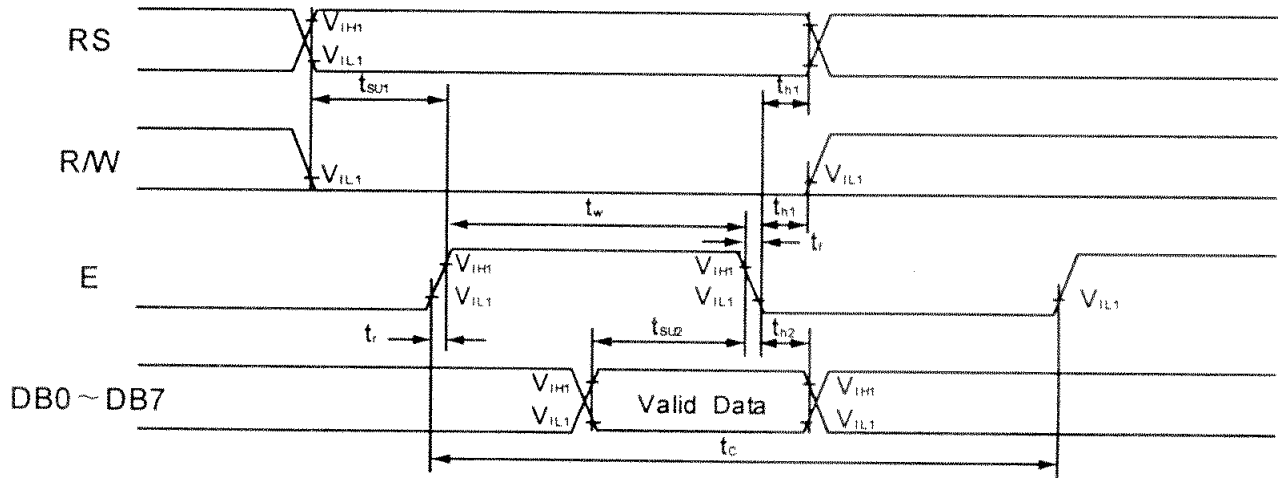 RS
V_IH1
V_IL1
t_SU1
t_h1
R/W
V_IL1
V_IL1
t_w
t_h1
t_f
E
V_IH1
V_IL1
V_IH1
V_IL1
V_IL1
t_r
t_SU2
t_h2
DB0~DB7
V_IH1
V_IL1
Valid Data
V_IH1
V_IL1
t_C